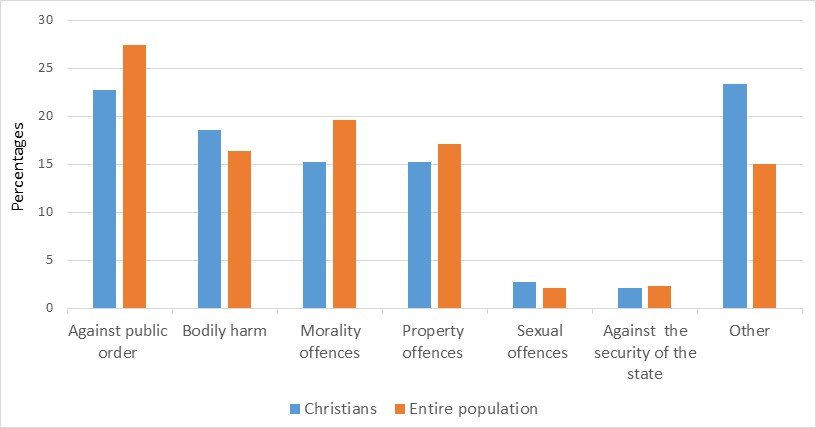 Percentages
30
25
20
15
10
5
0
Against public
order
Bodily harm
Morality
offences
Property
offences
Sexual
offences
Against the
security of the
state
Other
Christians
Entire population